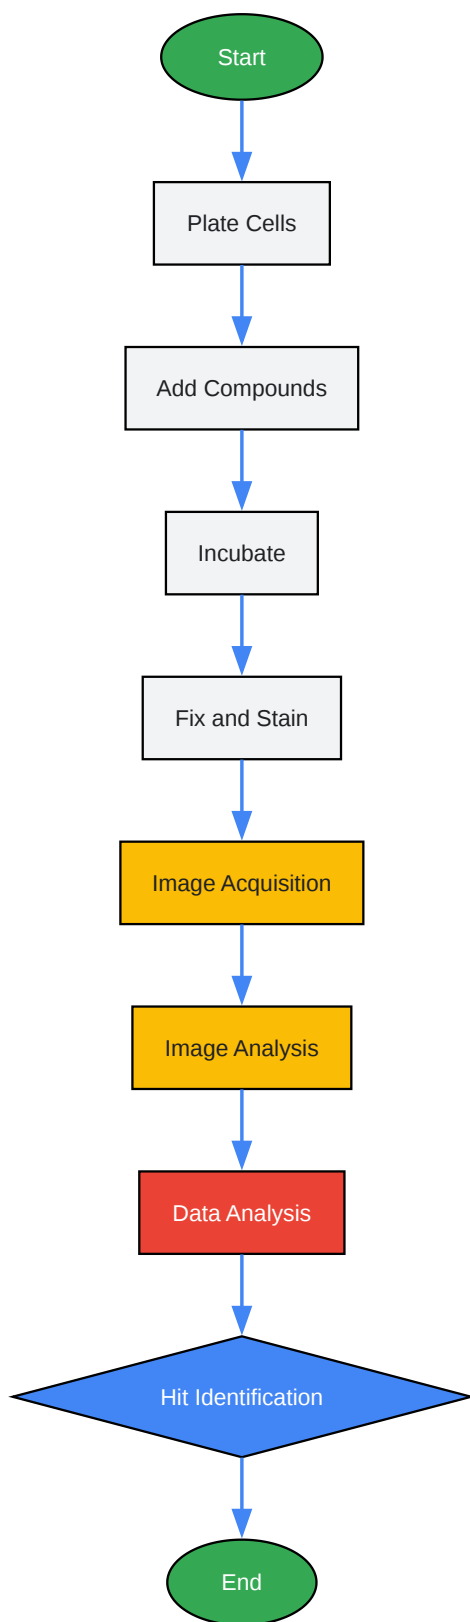 Start
Plate Cells
Add Compounds
Incubate
Fix and Stain
Image Acquisition
Image Analysis
Data Analysis
Hit Identification
End